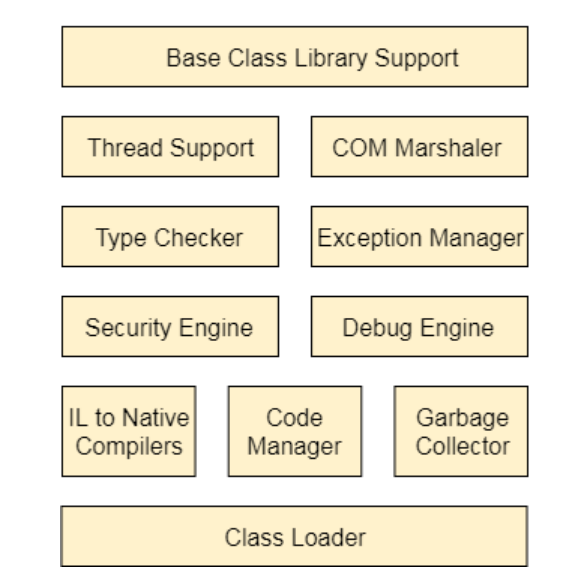 Base Class Library Support
Thread Support
COM Marshaler
Type Checker
Exception Manager
Security Engine
Debug Engine
IL to Native
Compilers
Code
Manager
Garbage
Collector
Class Loader